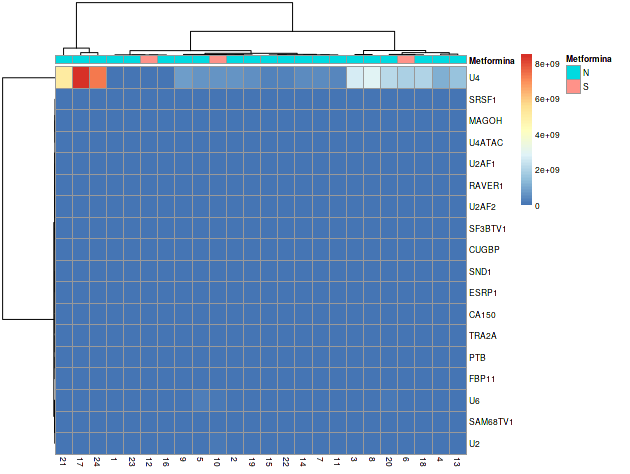 Metformina
U4
SRSF1
MAGOH
U4ATAC
U2AF1
RAVER1
U2AF2
SF3BTV1
CUGBP
SND1
ESRP1
CA150
TRA2A
PTB
FBP11
U6
SAM68TV1
U2
21 17 24 1 23 12 16 9 5 10 2 19 15 22 14 7 11 3 8 20 6 18 4 13
8e+09
6e+09
4e+09
2e+09
0
Metformina
N
S